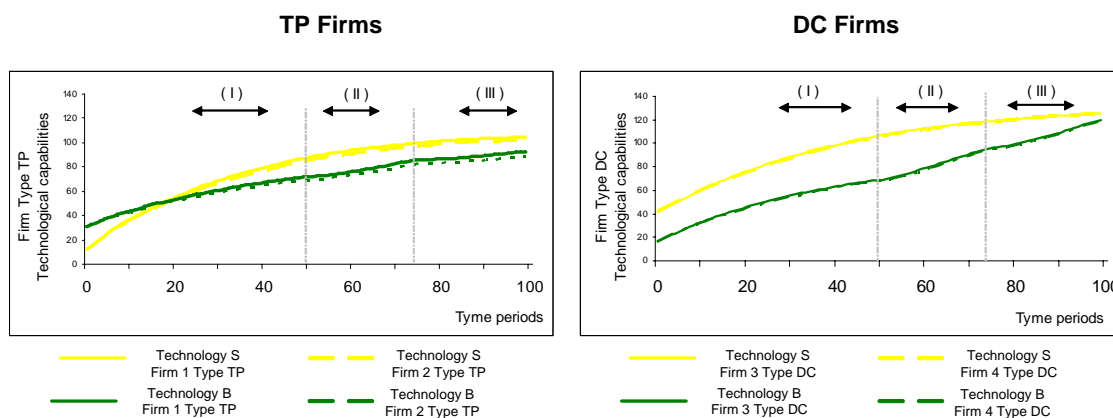 TP Firms
DC Firms
( I )
( II )
( III )
Firm Type TP
Technological capabilities
140
120
100
80
60
40
20
0
0 20 40 60 80 100
Tyme periods
Technology S
Firm 1 Type TP
Technology S
Firm 2 Type TP
Technology B
Firm 1 Type TP
Technology B
Firm 2 Type TP
( I )
( II )
( III )
Firm Type DC
Technological capabilities
140
120
100
80
60
40
20
0
0 20 40 60 80 100
Tyme periods
Technology S
Firm 3 Type DC
Technology S
Firm 4 Type DC
Technology B
Firm 3 Type DC
Technology B
Firm 4 Type DC